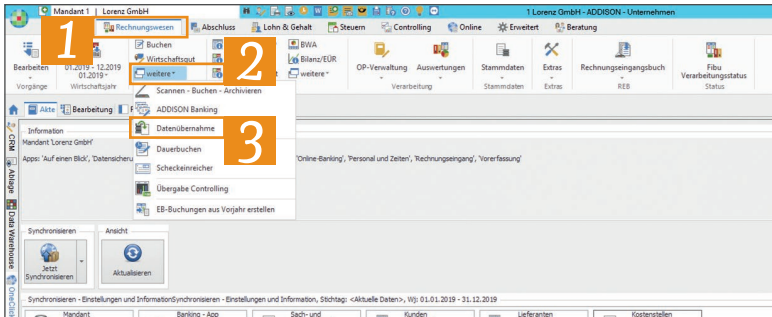 Mandant 1 | Lorenz GmbH
1 Lorenz GmbH - ADDISON - Unternehmen
1
Rechnungswesen
Abschluss
Lohn & Gehalt
Steuern
Controlling
Online
Erweitert
Beratung
Bearbeiten
01.2019 - 12.2019
01.2019
Buchen
Wirtschaftsgut
weitere
2
BWA
Bilanz/EÜR
weitere
OP-Verwaltung
Auswertungen
Stammdaten
Extras
Rechnungseingangsbuch
Fibu
Verarbeitungsstatus
Vorgänge
Wirtschaftsjahr
Verarbeitung
Stammdaten
Extras
REB
Status
Scannen - Buchen - Archivieren
ADDISON Banking
Datenübernahme
3
Dauerbuchen
Scheckeinreicher
Übergabe Controlling
EB-Buchungen aus Vorjahr erstellen
Akte
Bearbeitung
CRM
Ablage
Data Warehouse
OneClick
Information
Mandant 'Lorenz GmbH'
Apps: 'Auf einen Blick', 'Datensicheru
'Online-Banking', 'Personal und Zeiten', 'Rechnungseingang', 'Vorerfassung'
Synchronisieren
Ansicht
Jetzt
Synchronisieren
Aktualisieren
Synchronisieren - Einstellungen und InformationSynchronisieren - Einstellungen und Information, Stichtag: <Aktuelle Daten>, Wj: 01.01.2019 - 31.12.2019
Mandant
Banking - App
Sach- und
Kunden
Lieferanten
Kostenstellen